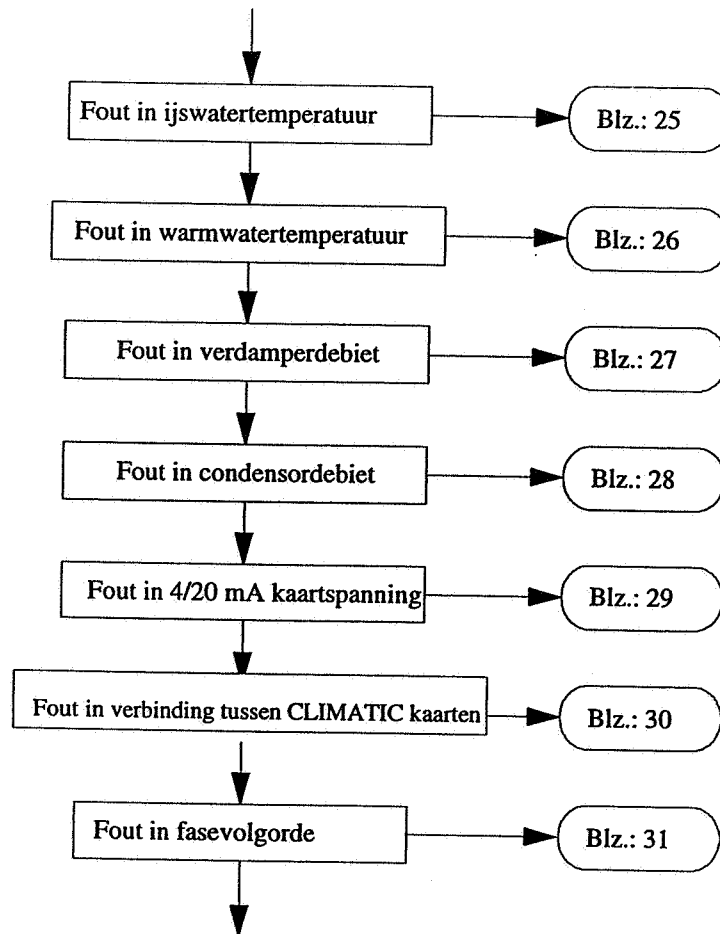 Fout in ijswatertemperatuur
Blz.: 25
Fout in warmwatertemperatuur
Blz.: 26
Fout in verdamperdebiet
Blz.: 27
Fout in condensordebiet
Blz.: 28
Fout in 4/20 mA kaartspanning
Blz.: 29
Fout in verbinding tussen CLIMATIC kaarten
Blz.: 30
Fout in fasevolgorde
Blz.: 31